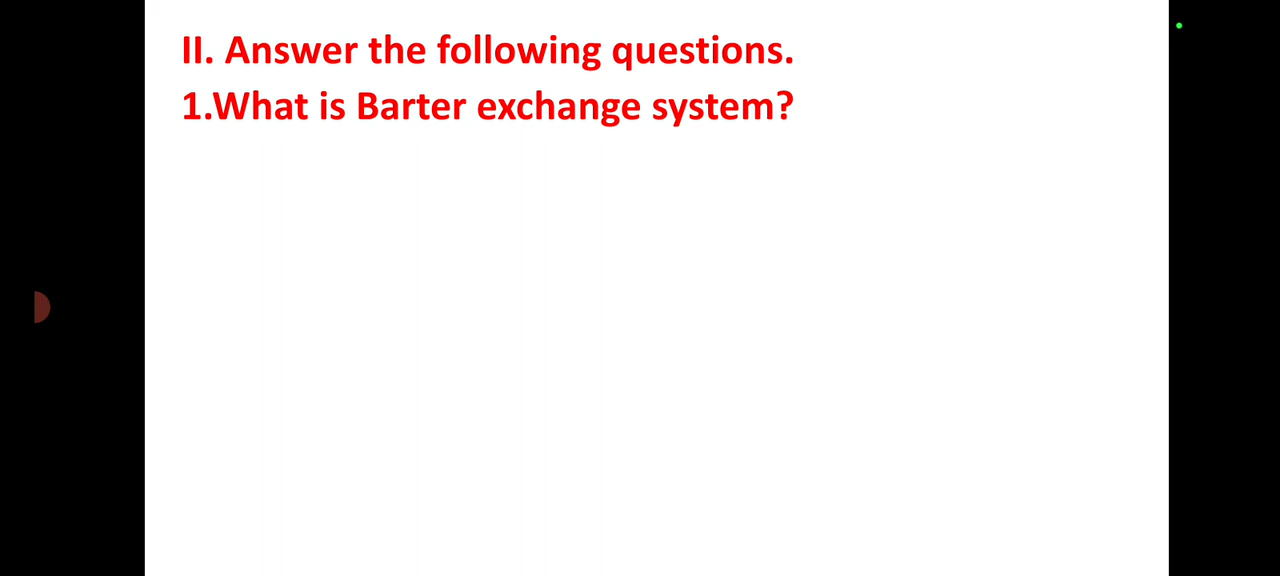 II. Answer the following questions.
1.What is Barter exchange system?